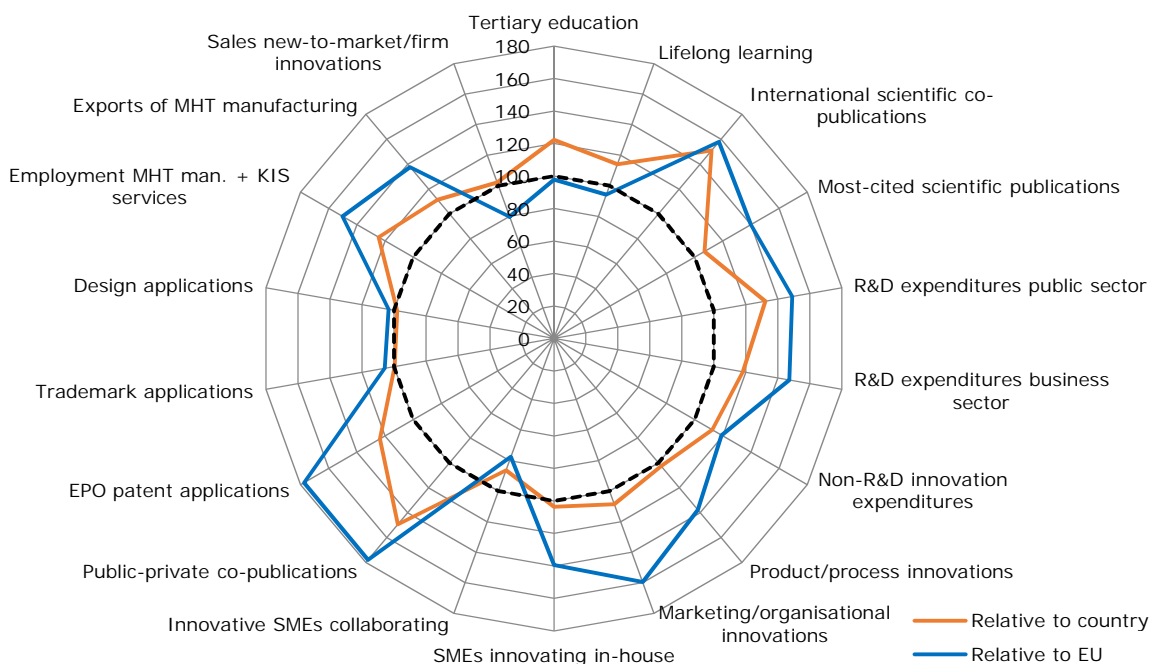 Tertiary education
Lifelong learning
International scientific co-
publications
Most-cited scientific publications
R&D expenditures public sector
R&D expenditures business
sector
Non-R&D innovation
expenditures
Product/process innovations
Marketing/organisational
innovations
SMEs innovating in-house
Innovative SMEs collaborating
Public-private co-publications
EPO patent applications
Trademark applications
Design applications
Employment MHT man. + KIS
services
Exports of MHT manufacturing
Sales new-to-market/firm
innovations
180
160
140
120
100
80
60
40
20
0
Relative to country
Relative to EU